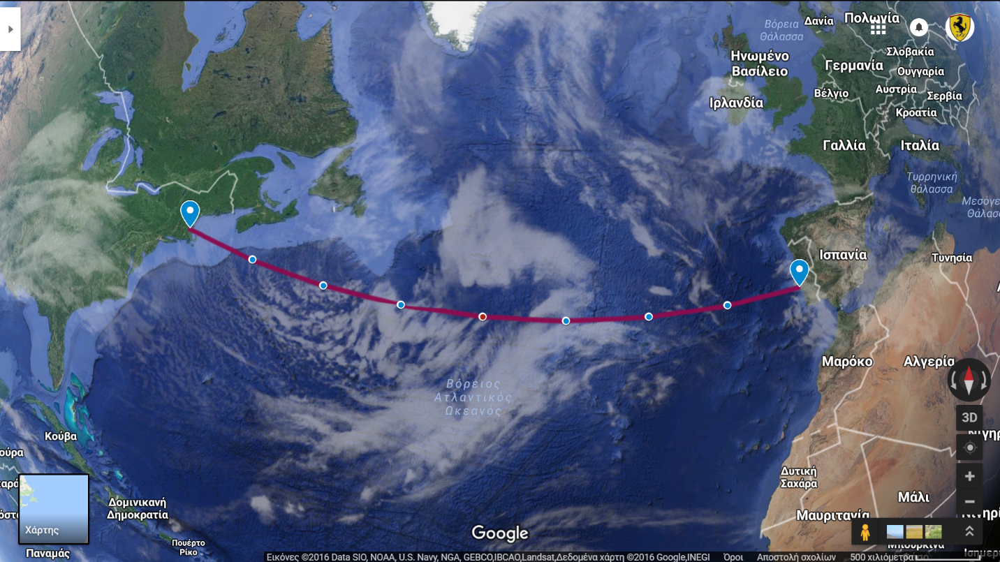 Βόρεια
Θάλασσα
Δανία
Πολωνία
Ηνωμένο
Βασίλειο
Γερμανία
Σλοβακία
Ουγγαρία
Ιρλανδία
Βέλγιο
Αυστρία
Σερβία
Κροατία
Γαλλία
Ιταλία
Τυρρηνική
θάλασσα
Μεσόγε
Θάλασ
Ισπανία
Τυνησία
Μαρόκο
Αλγερία
Βόρειος
Ατλαντικός
Ωκεανός
3D
Κούβα
ούρα
Δυτική
Σαχάρα
Δομινικανή
Δημοκρατία
Μάλι
Μαυριτανία
Χάρτης
Google
Πουέρτο
Ρίκο
Παναμάς
Εικόνες ©2016 Data SIO, NOAA, U.S. Navy, NGA, GEBCO,IBCAO,Landsat,Δεδομένα χάρτη ©2016 Google,INEGI Όροι Αποστολή σχολίων 500 χιλιόμετρα